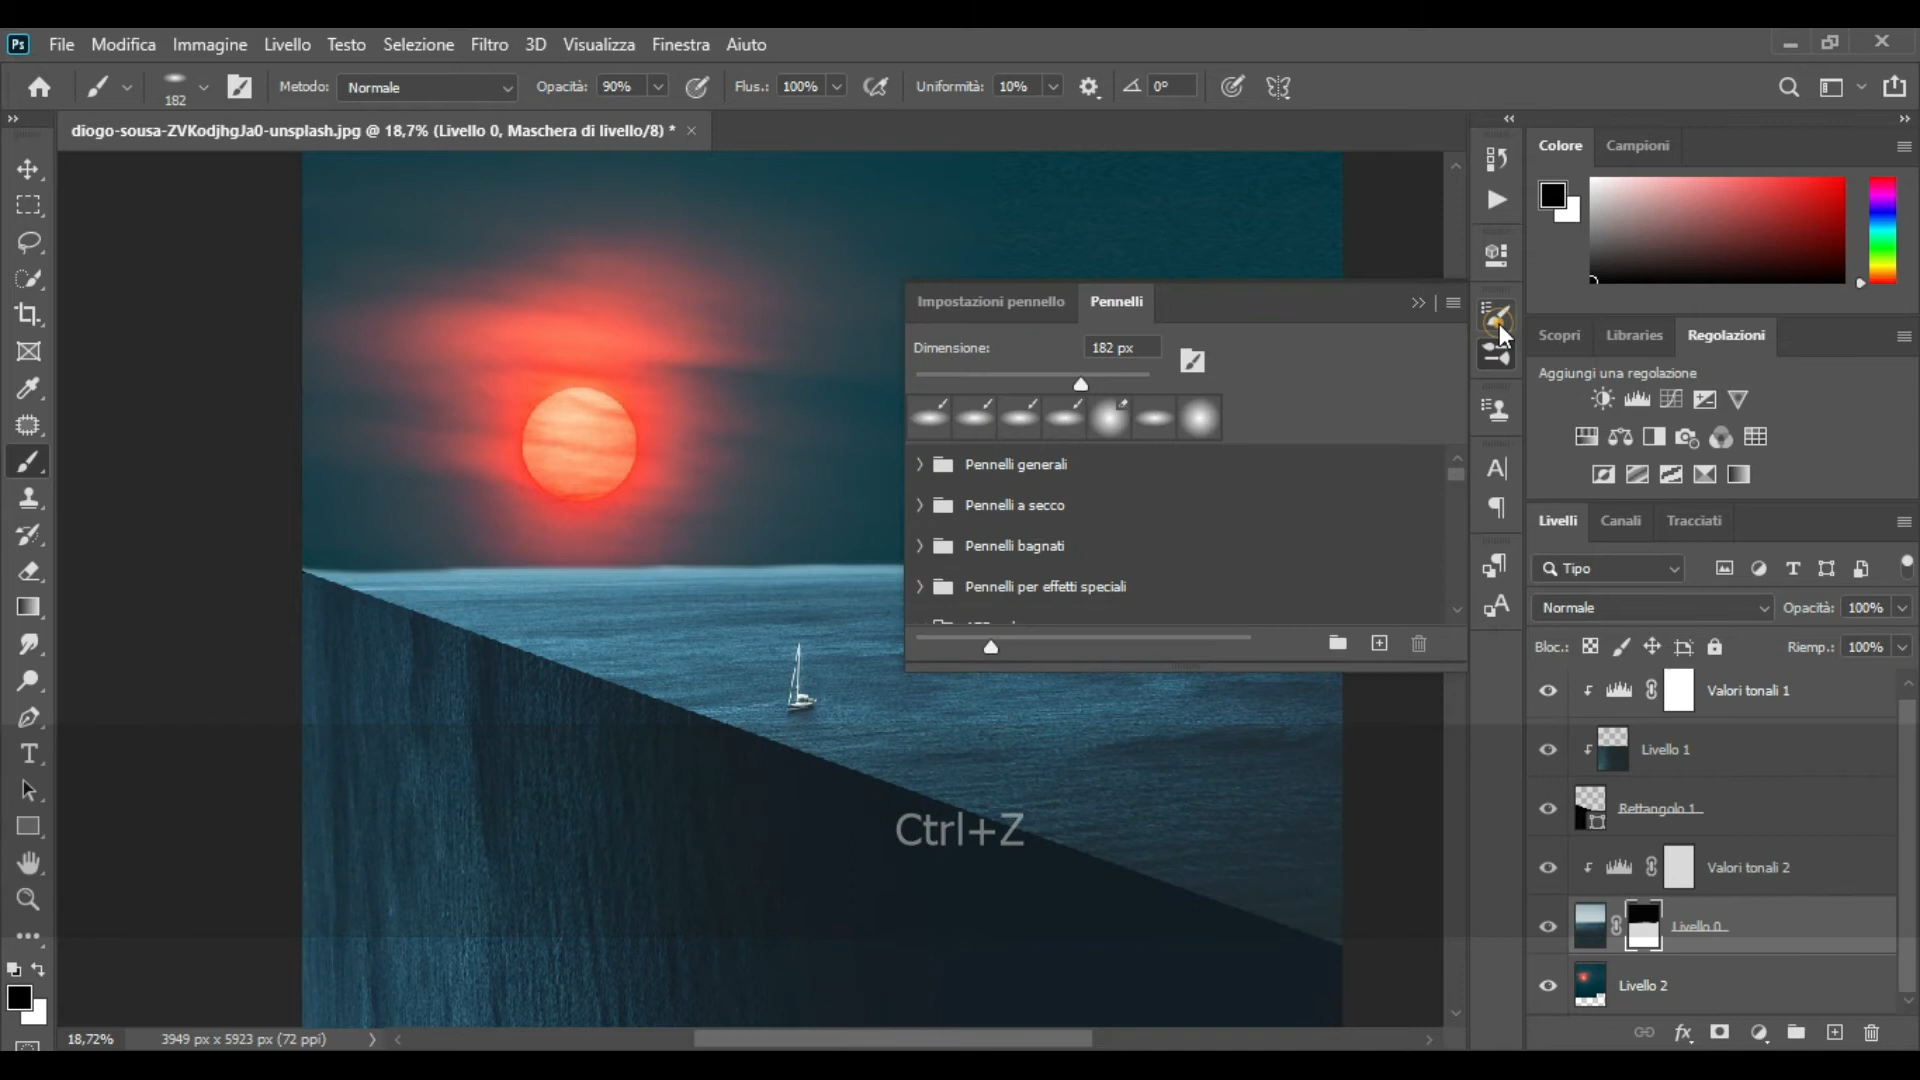 Ps File Modifica Immagine Livello Testo Selezione Filtro 3D Visualizza Finestra Aiuto
182 Metodo: Normale Opacità: 90% Flus.: 100% Uniformità: 10% 0°
diogo-sousa-ZVKodjhgJa0-unsplash.jpg @ 18,7% (Livello 0, Maschera di livello/8) *
Colore Campioni
Impostazioni pennello Pennelli
Dimensione: 182 px
Pennelli generali
Pennelli a secco
Pennelli bagnati
Pennelli per effetti speciali
Scopri Libraries Regolazioni
Aggiungi una regolazione
Livelli Canali Tracciati
Tipo
Normale Opacità: 100%
Bloc.: Riemp.: 100%
Valori tonali 1
Livello 1
Rettangolo 1
Valori tonali 2
Livello 0
Livello 2
Ctrl+Z
18,72% 3949 px x 5923 px (72 ppi)